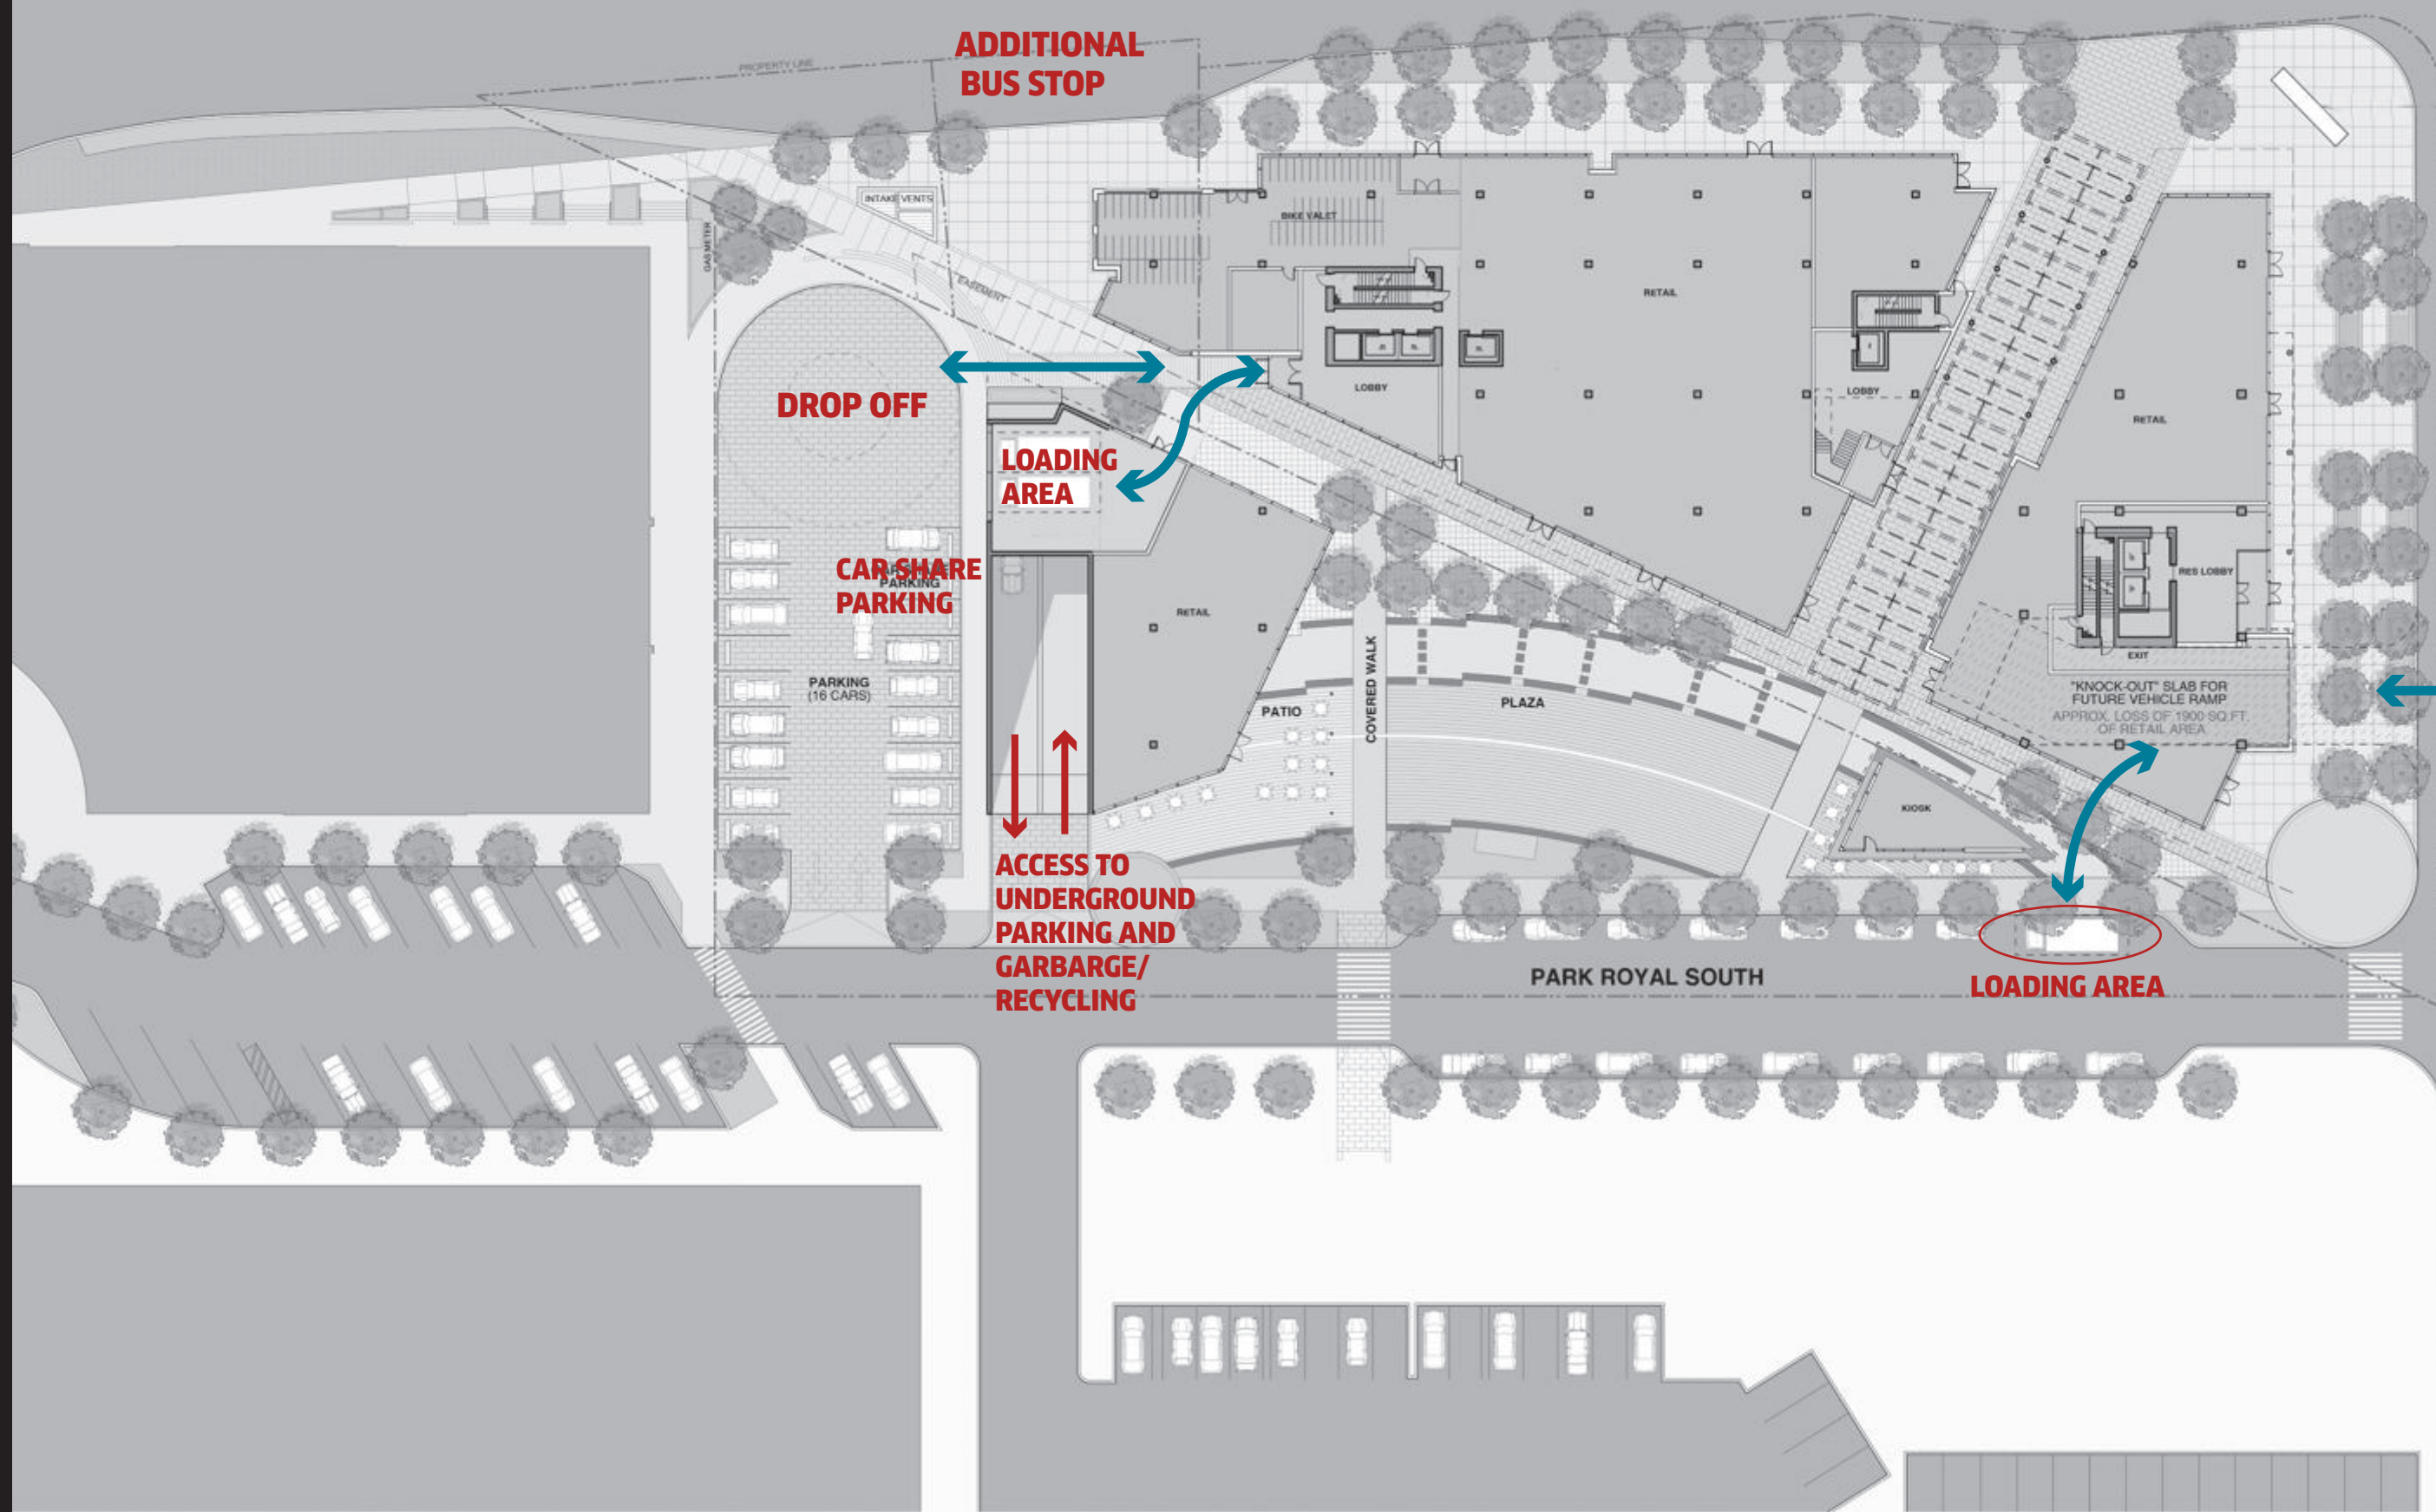 ADDITIONAL
BUS STOP
PROPERTY LINE
INTAKE VENTS
GAS METER
BIKE VALET
EASEMENT
RETAIL
LOBBY
LOBBY
RETAIL
DROP OFF
LOADING
AREA
CAR SHARE
PARKING
PARKING
RETAIL
RES LOBBY
EXIT
PARKING
(16 CARS)
PATIO
COVERED WALK
PLAZA
"KNOCK-OUT" SLAB FOR
FUTURE VEHICLE RAMP
APPROX. LOSS OF 1900 SQ.FT.
OF RETAIL AREA
KIOSK
ACCESS TO
UNDERGROUND
PARKING AND
GARBARGE/
RECYCLING
PARK ROYAL SOUTH
LOADING AREA